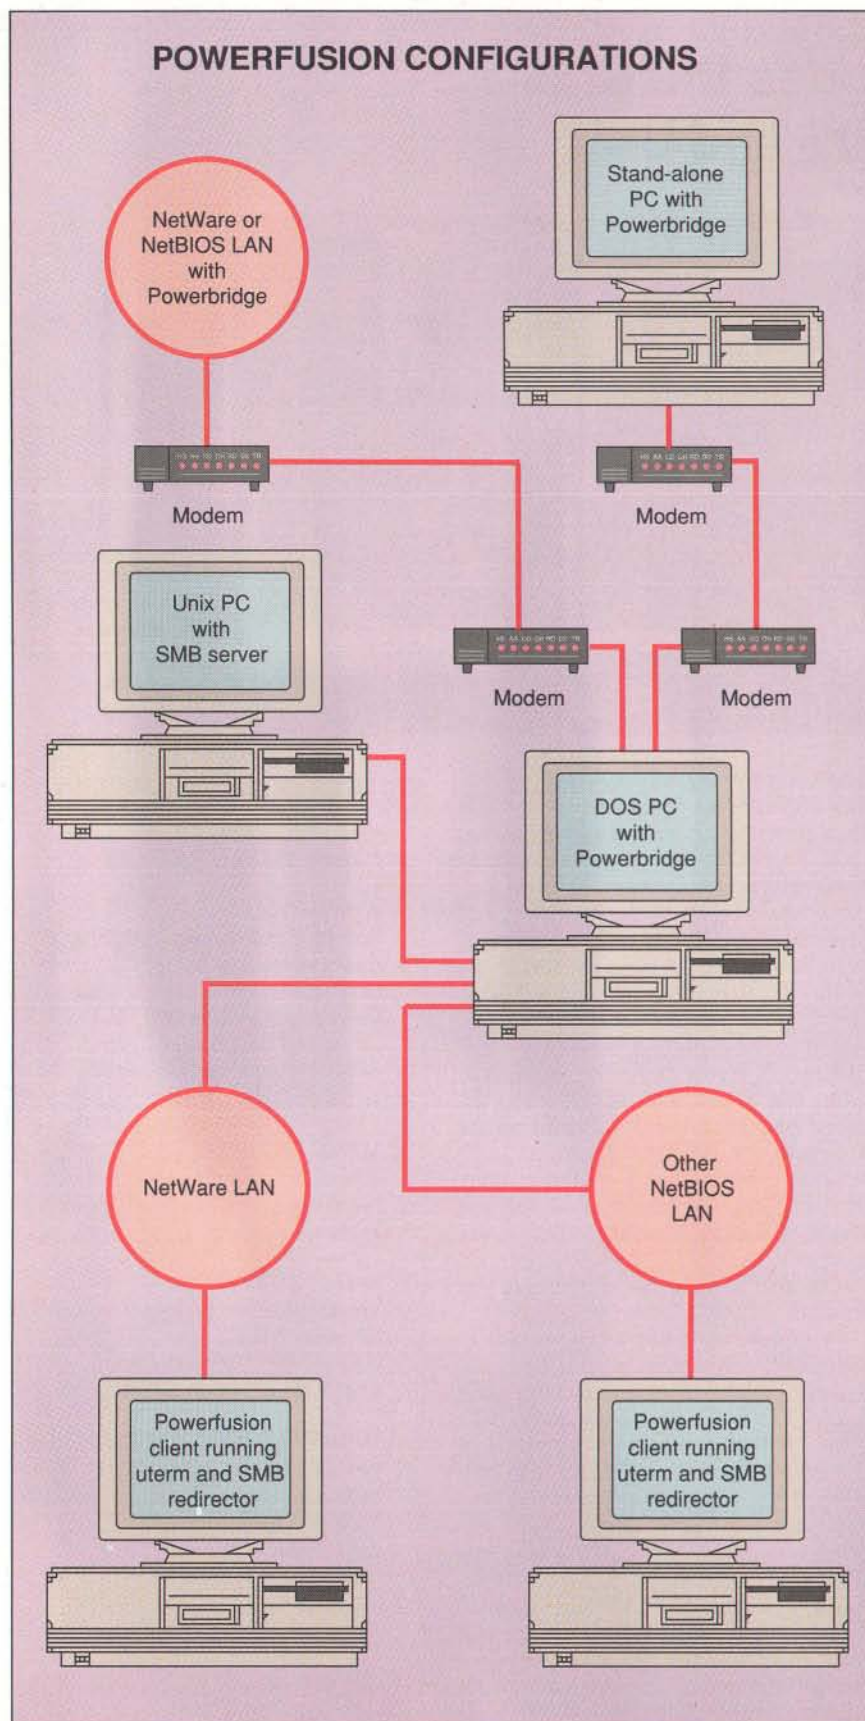 POWERFUSION CONFIGURATIONS
NetWare or
NetBIOS LAN
with
Powerbridge
Stand-alone
PC with
Powerbridge
Modem
Modem
Unix PC
with
SMB server
Modem
Modem
DOS PC
with
Powerbridge
NetWare LAN
Other
NetBIOS
LAN
Powerfusion
client running
uterm and SMB
redirector
Powerfusion
client running
uterm and SMB
redirector